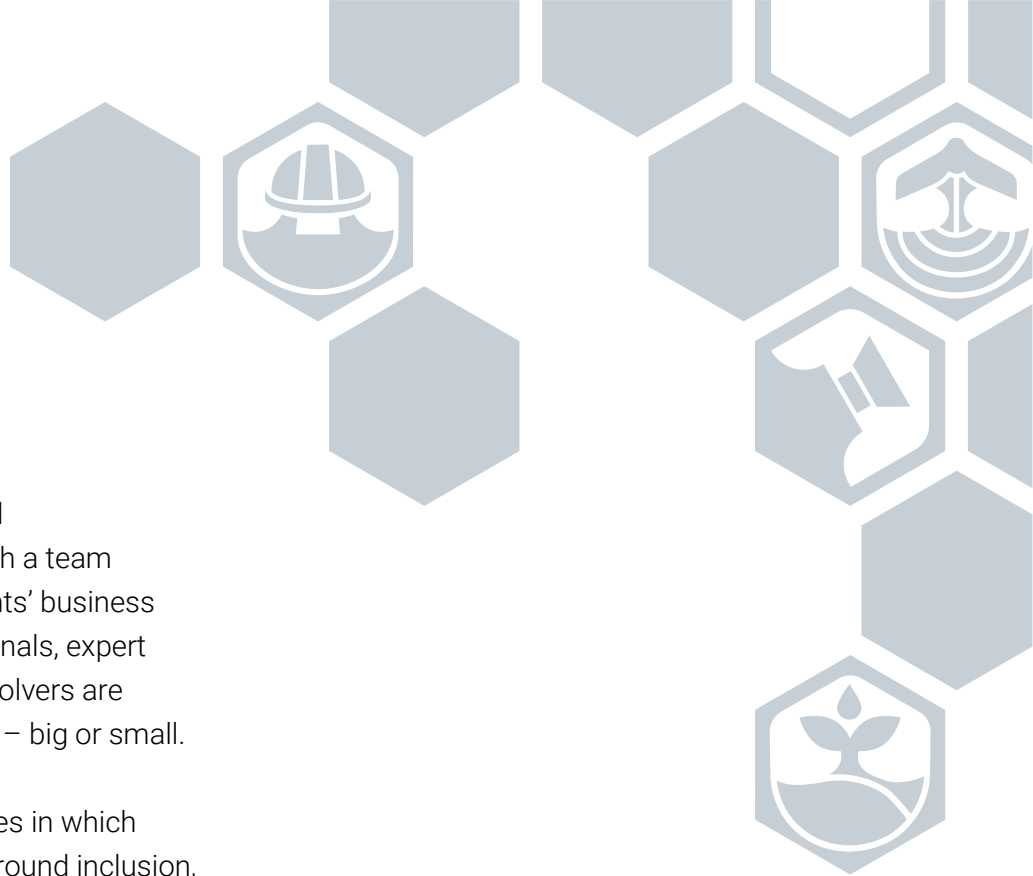 h a team
ts’ business
nals, expert
olvers are
– big or small.
es in which
round inclusion,